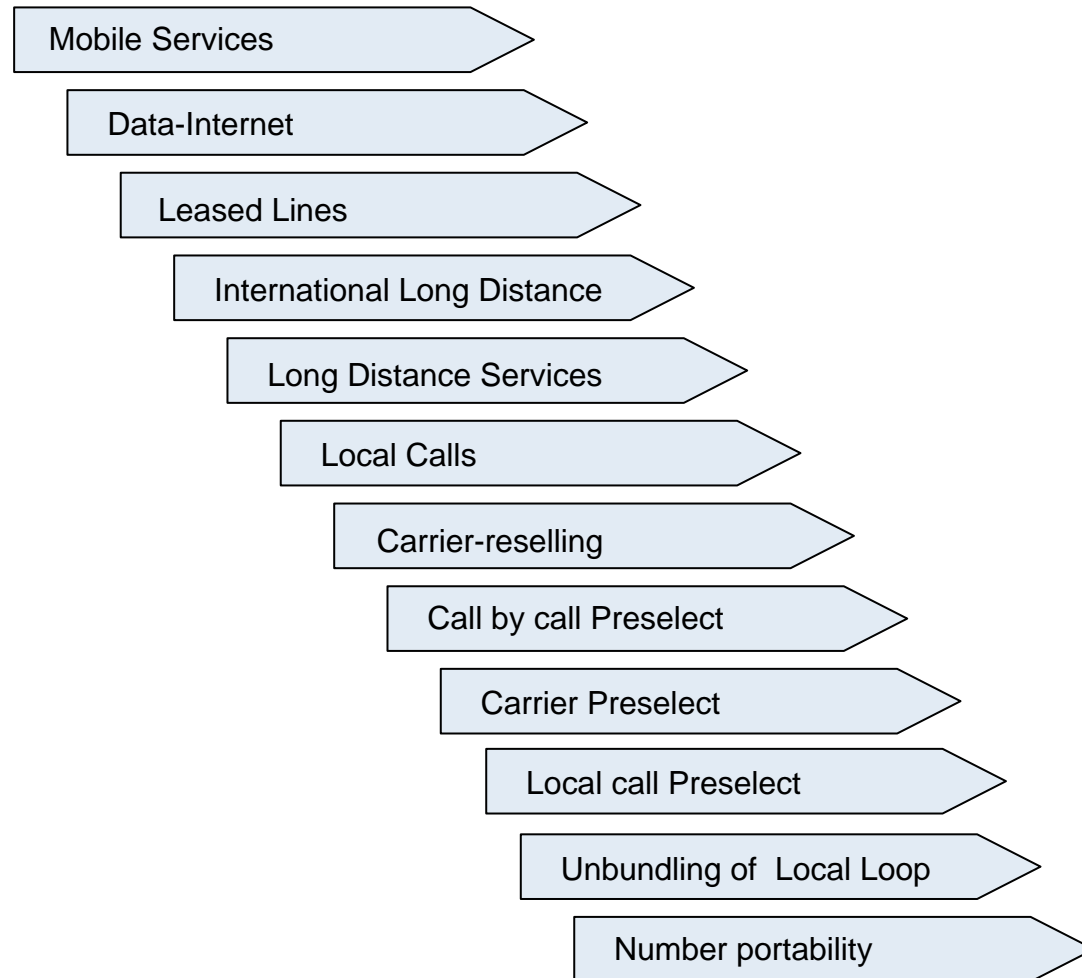 Mobile Services
Data-Internet
Leased Lines
International Long Distance
Long Distance Services
Local Calls
Carrier-reselling
Call by call Preselect
Carrier Preselect
Local call Preselect
Unbundling of  Local Loop
Number portability